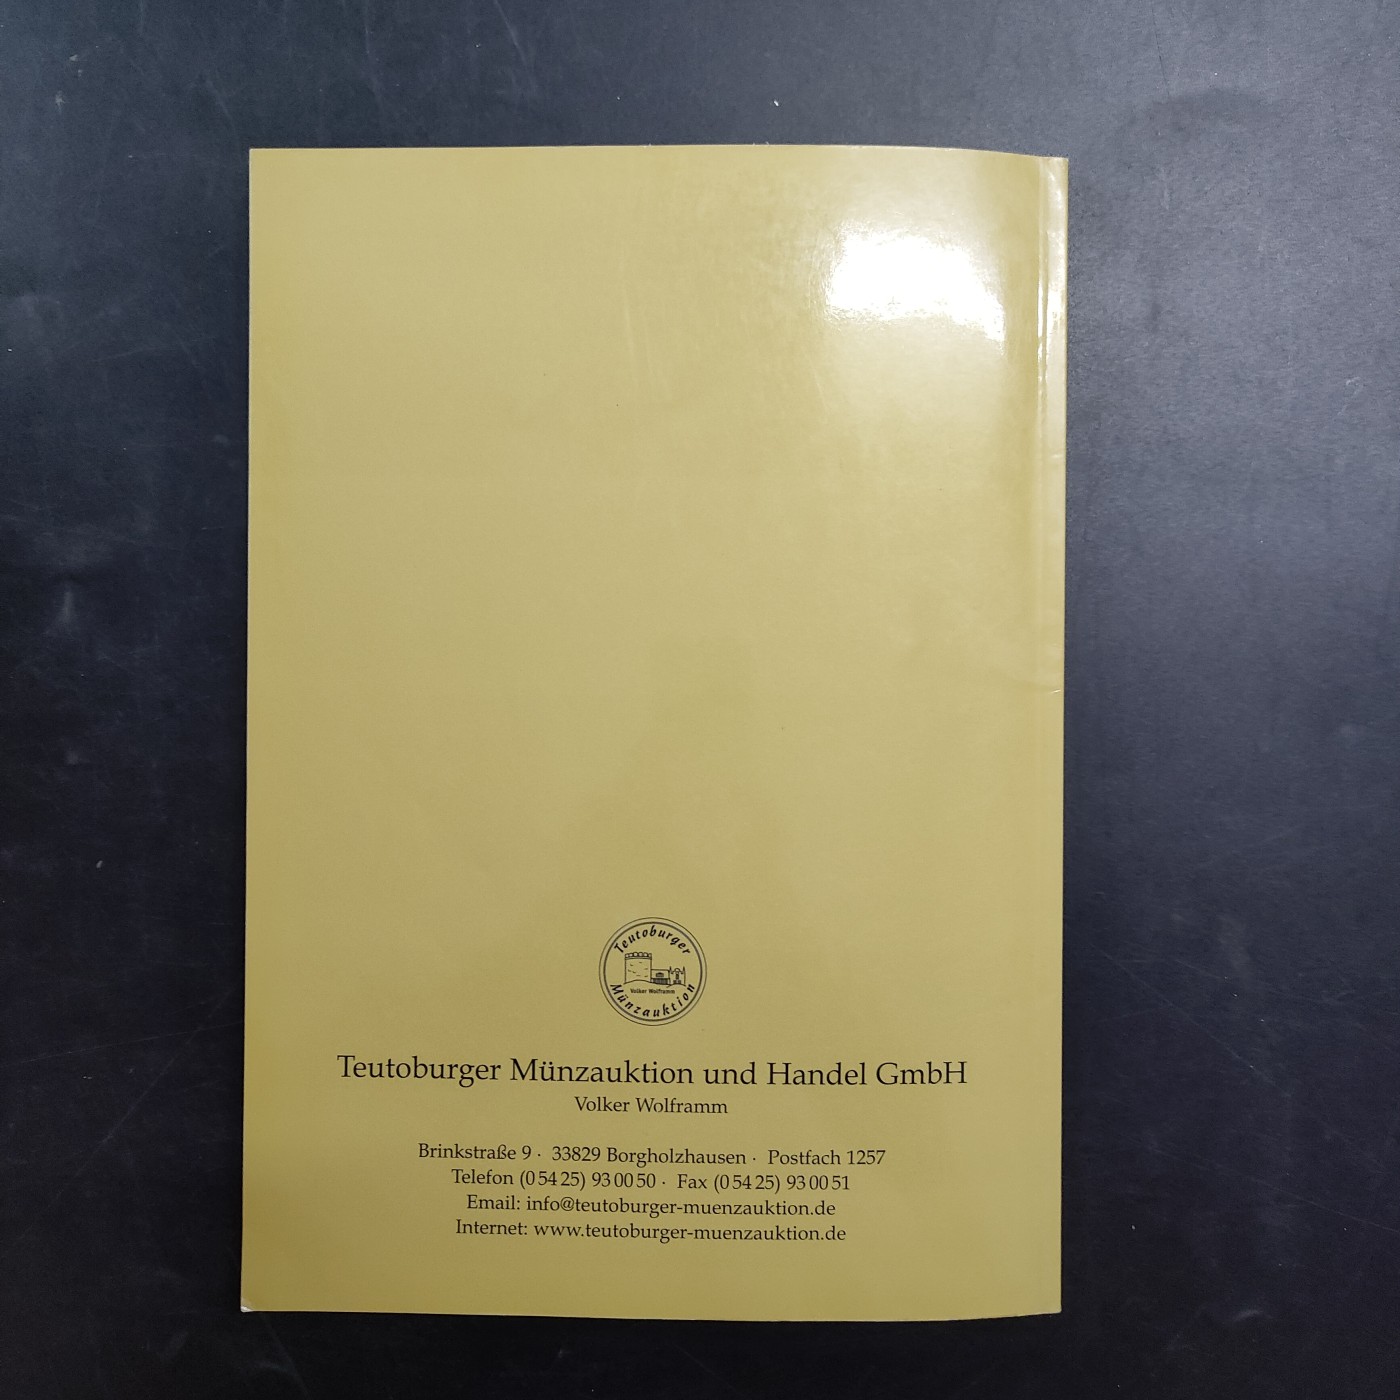 Teutoburger
Volker Wolframm
Münzauktion
Teutoburger Münzauktion und Handel GmbH
Volker Wolframm
Brinkstraße 9 · 33829 Borgholzhausen · Postfach 1257
Telefon (0 54 25) 93 00 50 · Fax (0 54 25) 93 00 51
Email: info@teutoburger-muenzauktion.de
Internet: www.teutoburger-muenzauktion.de